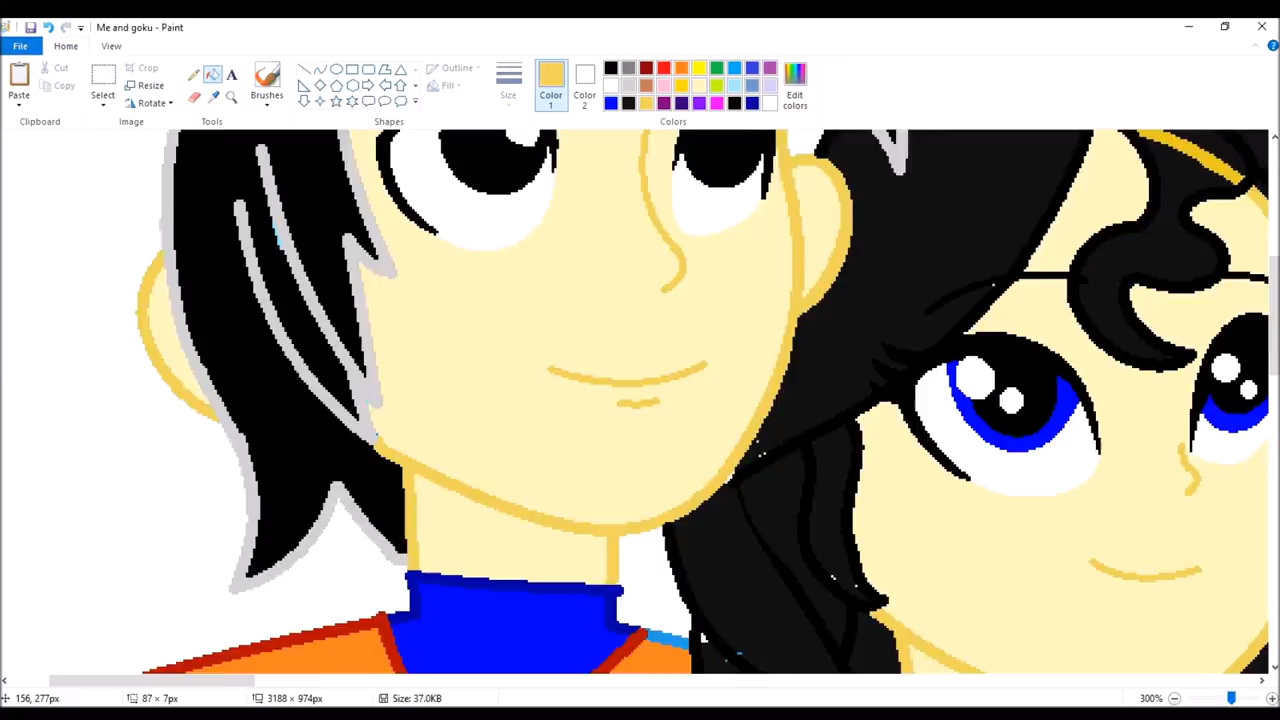 Me and goku - Paint
File Home View
Paste Cut Copy
Select Crop Resize Rotate
A
Brushes
Outline Fill
Size
Color 1
Color 2
Edit colors
Clipboard Image Tools Shapes Colors
156, 277px 87 × 7px 3188 × 974px Size: 37.0KB 300%